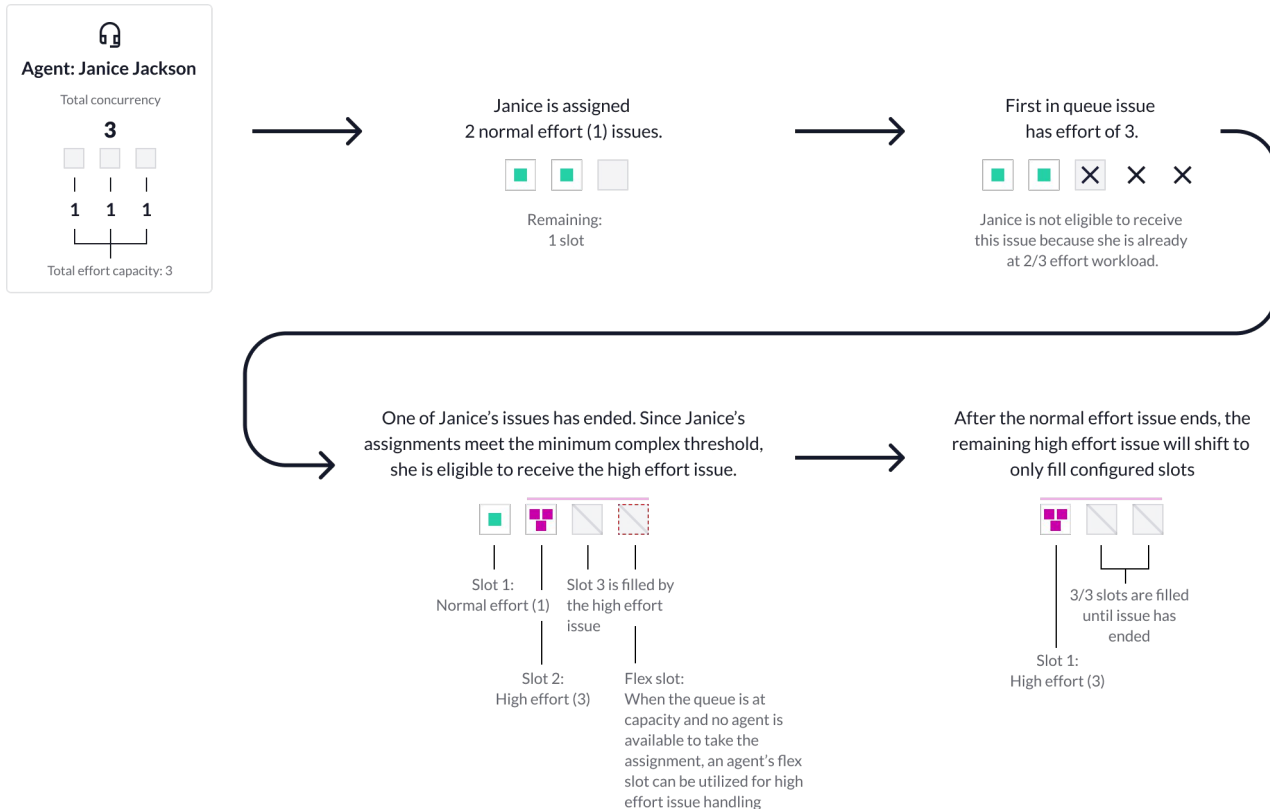 Agent: Janice Jackson
Total concurrency
3
1 1 1
Total effort capacity: 3
Janice is assigned
2 normal effort (1) issues.
Remaining:
1 slot
First in queue issue
has effort of 3.
Janice is not eligible to receive
this issue because she is already
at 2/3 effort workload.
One of Janice’s issues has ended. Since Janice’s
assignments meet the minimum complex threshold,
she is eligible to receive the high effort issue.
Slot 1:
Normal effort (1)
Slot 3 is filled by
the high effort
issue
Slot 2:
High effort (3)
Flex slot:
When the queue is at
capacity and no agent is
available to take the
assignment, an agent’s flex
slot can be utilized for high
effort issue handling
After the normal effort issue ends, the
remaining high effort issue will shift to
only fill configured slots
3/3 slots are filled
until issue has
ended
Slot 1:
High effort (3)